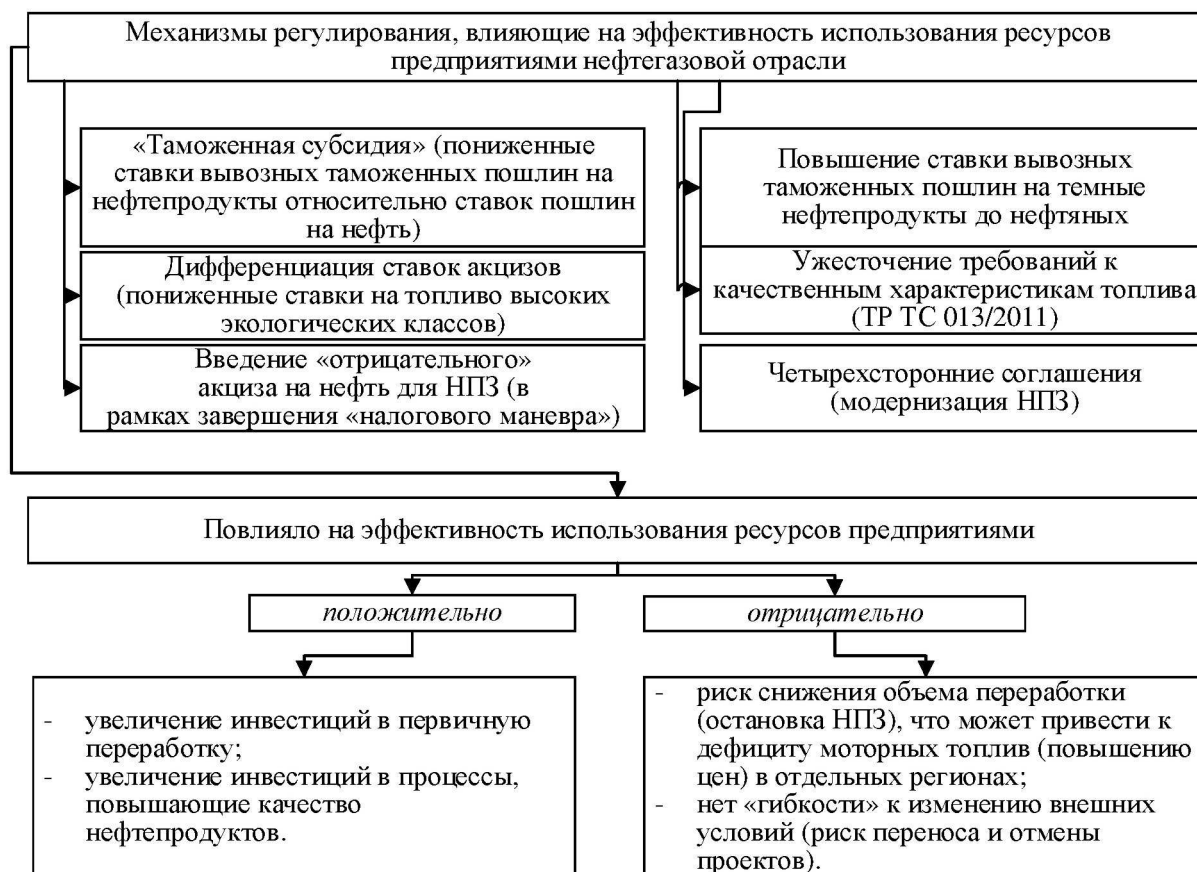 Механизмы регулирования, влияющие на эффективность использования ресурсов
предприятиями нефтегазовой отрасли
«Таможенная субсидия» (пониженные
ставки вывозных таможенных пошлин на
нефтепродукты относительно ставок пошлин
на нефть)
Дифференциация ставок акцизов
(пониженные ставки на топливо высоких
экологических классов)
Введение «отрицательного»
акциза на нефть для НПЗ (в
рамках завершения «налогового маневра»)
Повышение ставки вывозных
таможенных пошлин на темные
нефтепродукты до нефтяных
Ужесточение требований к
качественным характеристикам топлива
(ТР ТС 013/2011)
Четырехсторонние соглашения
(модернизация НПЗ)
Повлияло на эффективность использования ресурсов предприятиями
положительно
отрицательно
- увеличение инвестиций в первичную
переработку;
- увеличение инвестиций в процессы,
повышающие качество
нефтепродуктов.
- риск снижения объема переработки
(остановка НПЗ), что может привести к
дефициту моторных топлив (повышению
цен) в отдельных регионах;
- нет «гибкости» к изменению внешних
условий (риск переноса и отмены
проектов).